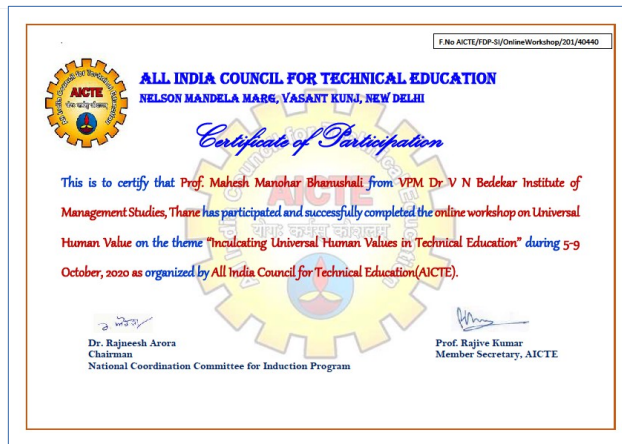 F.No AICTE/FDP-SI/OnlineWorkshop/201/40440
AICTE
ALL INDIA COUNCIL FOR TECHNICAL EDUCATION
NELSON MANDELA MARG, VASANT KUNJ, NEW DELHI
Certificate of Participation
This is to certify that Prof. Mahesh Manohar Bhanushali from VPM Dr V N Bedekar Institute of
Management Studies, Thane has participated and successfully completed the online workshop on Universal
Human Value on the theme "Inculcating Universal Human Values in Technical Education" during 5-9
October, 2020 as organized by All India Council for Technical Education(AICTE).
Dr. Rajneesh Arora
Chairman
National Coordination Committee for Induction Program
Prof. Rajive Kumar
Member Secretary, AICTE